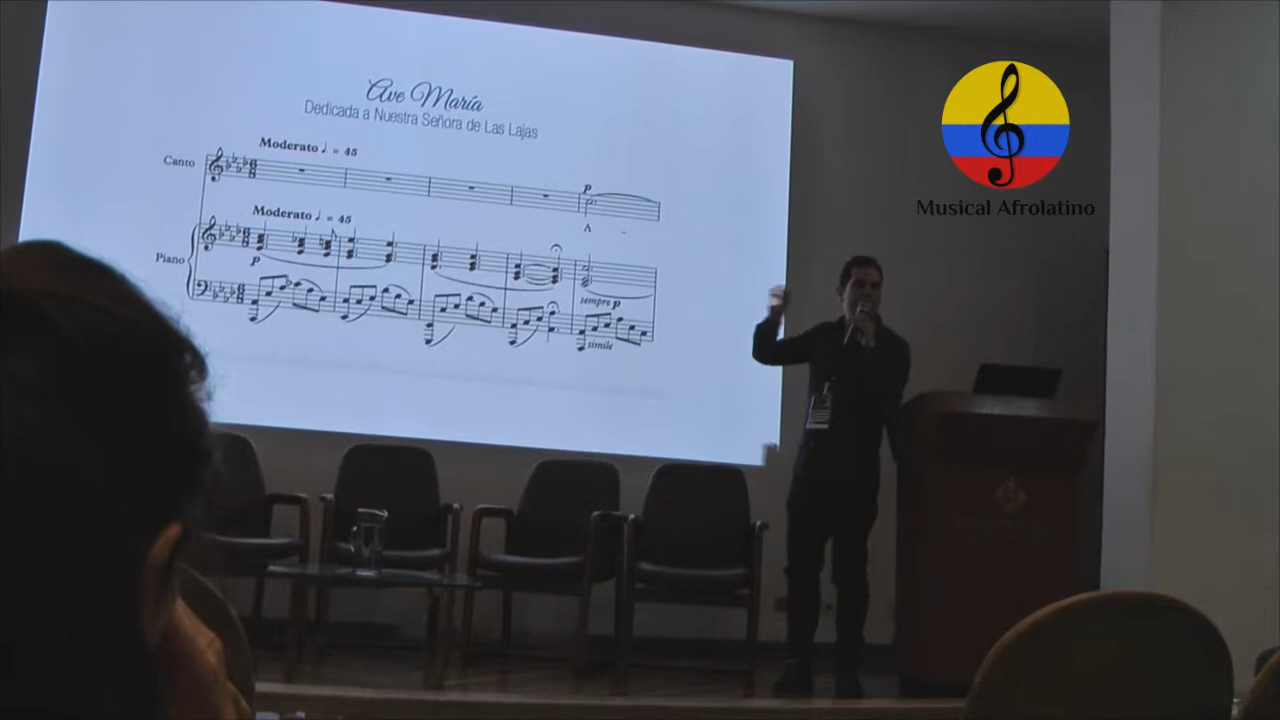 Ave María
Dedicada a Nuestra Señora de Las Lajas
Moderato ♩ = 45
Canto
p
A
Moderato ♩ = 45
Piano
p
sempre p
simile
Musical Afrolatino